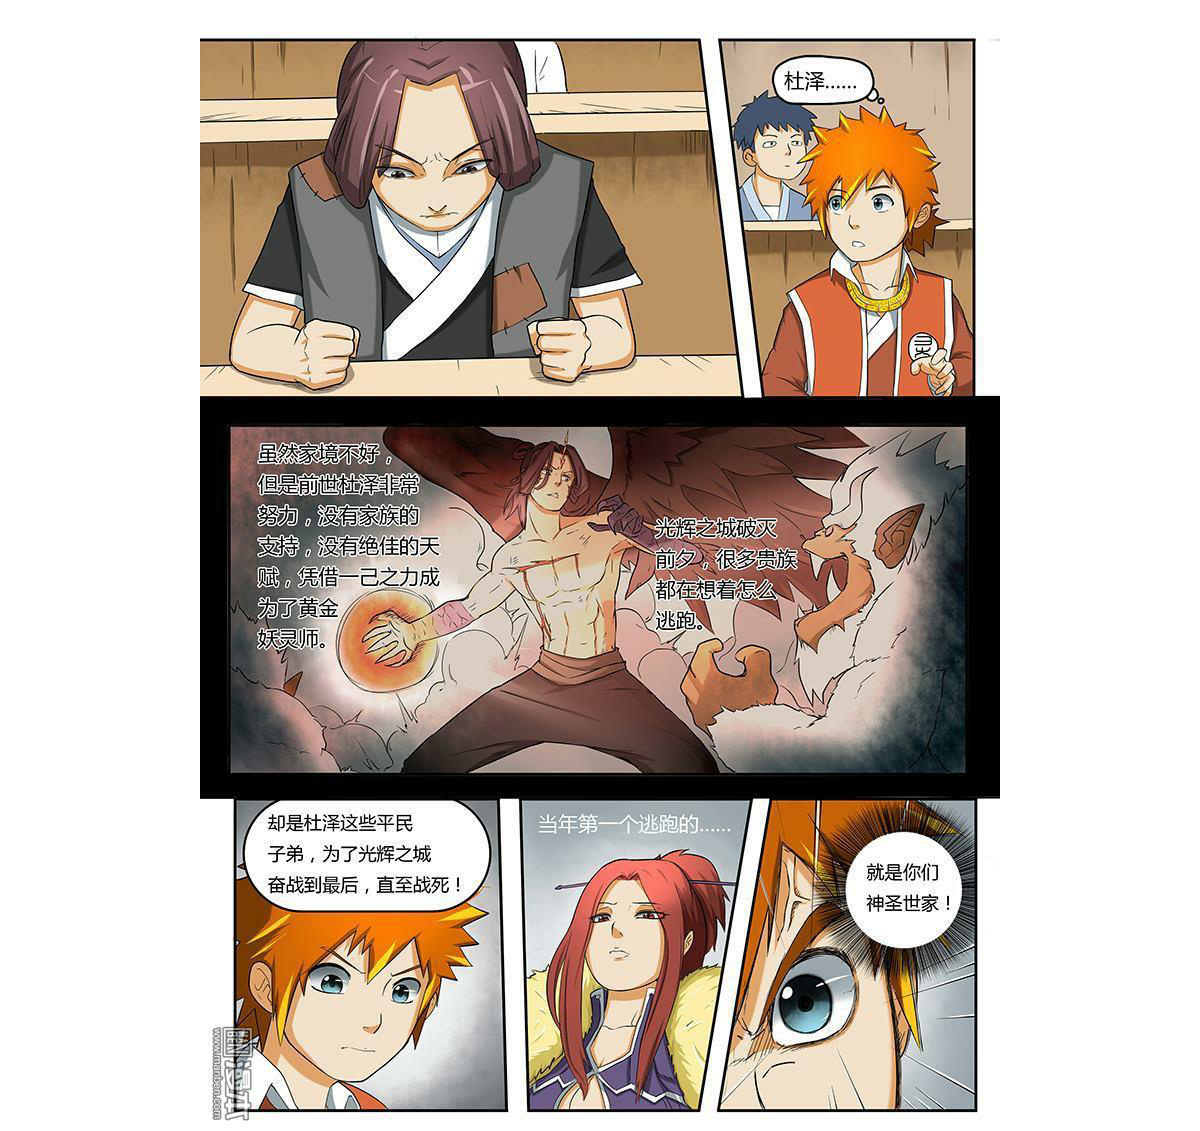 杜泽……
虽然家境不好，
但是前世杜泽非常
努力，没有家族的
支持，没有绝佳的天
赋，凭借一己之力成
为了黄金
妖灵师。
光辉之城破灭
前夕，很多贵族
都在想着怎么
逃跑。
却是杜泽这些平民
子弟，为了光辉之城
奋战到最后，直至战死！
当年第一个逃跑的……
就是你们
神圣世家！
漫本
www.manben.com